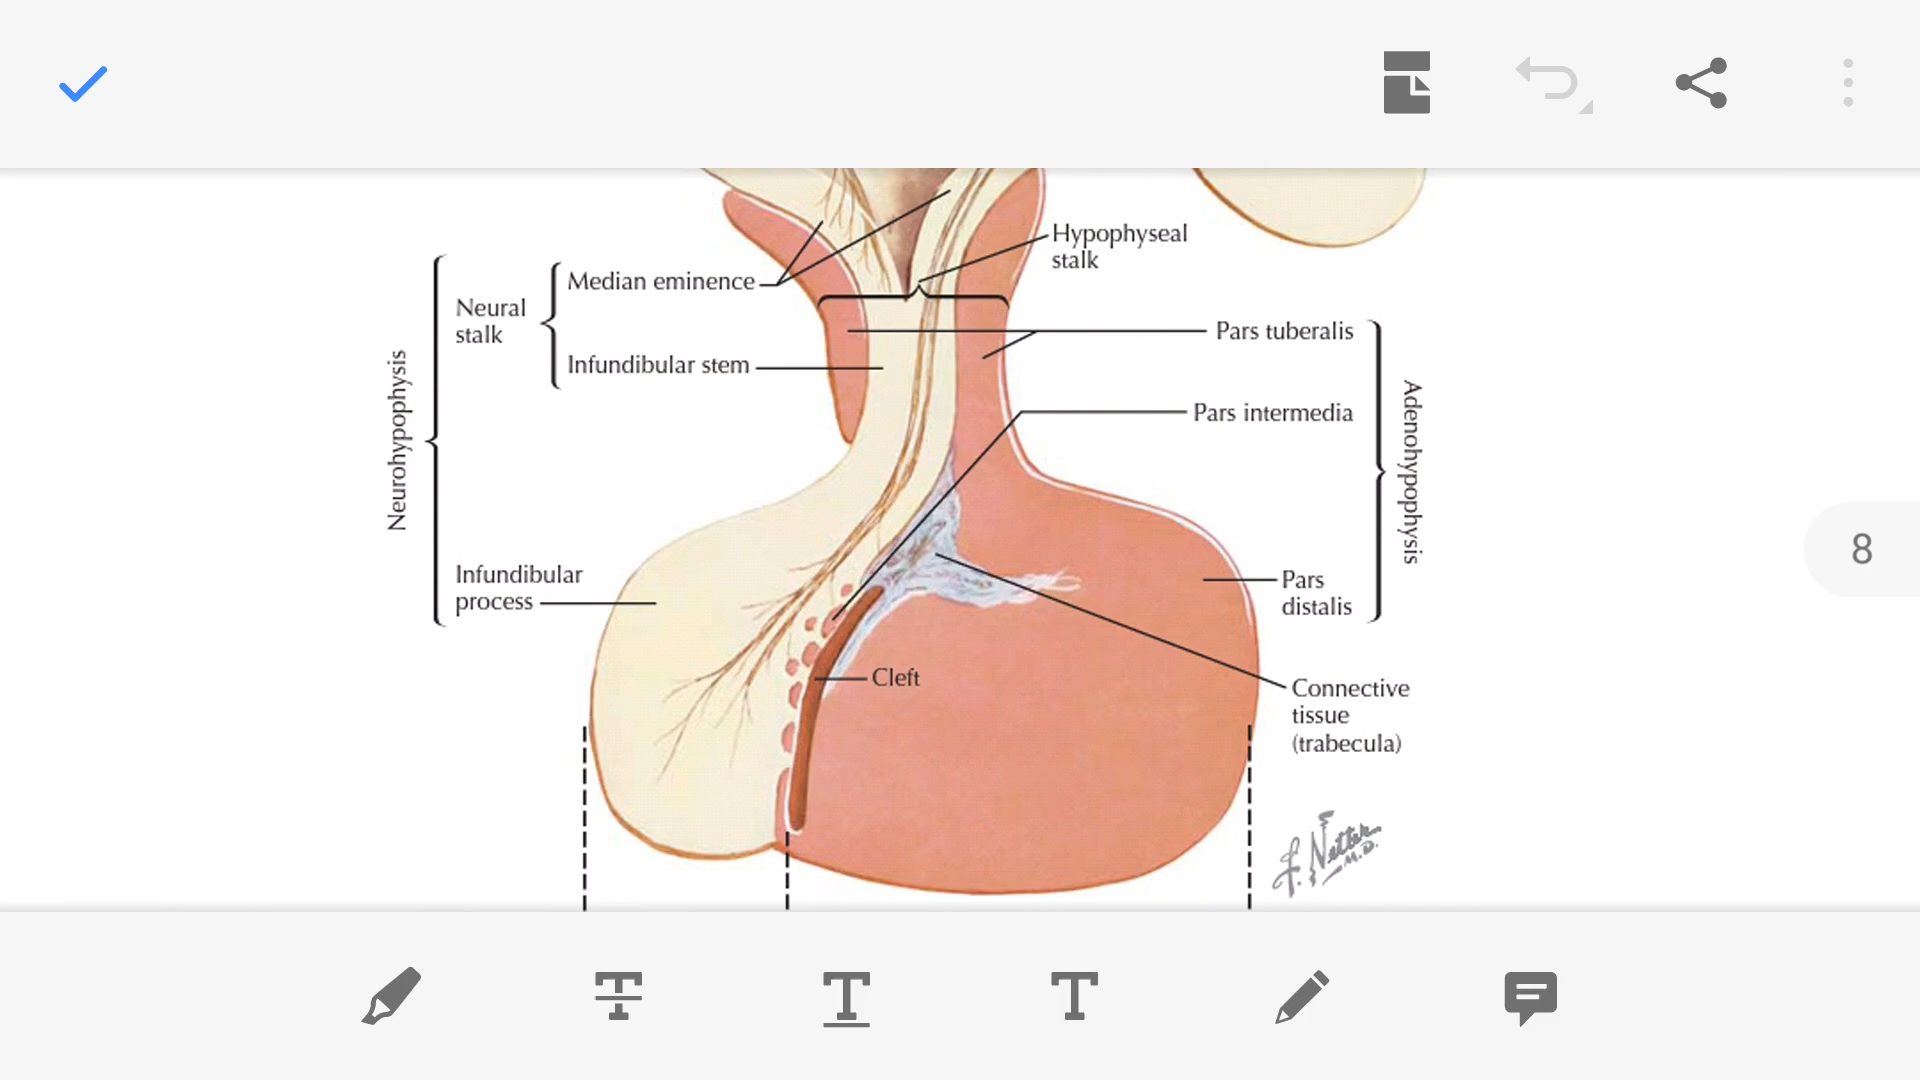 Hypophyseal
stalk
Median eminence
Neural
stalk
Infundibular stem
Neurohypophysis
Infundibular
process
Pars tuberalis
Pars intermedia
Adenohypophysis
Pars
distalis
Cleft
Connective
tissue
(trabecula)
F. Netter
M.D.
8